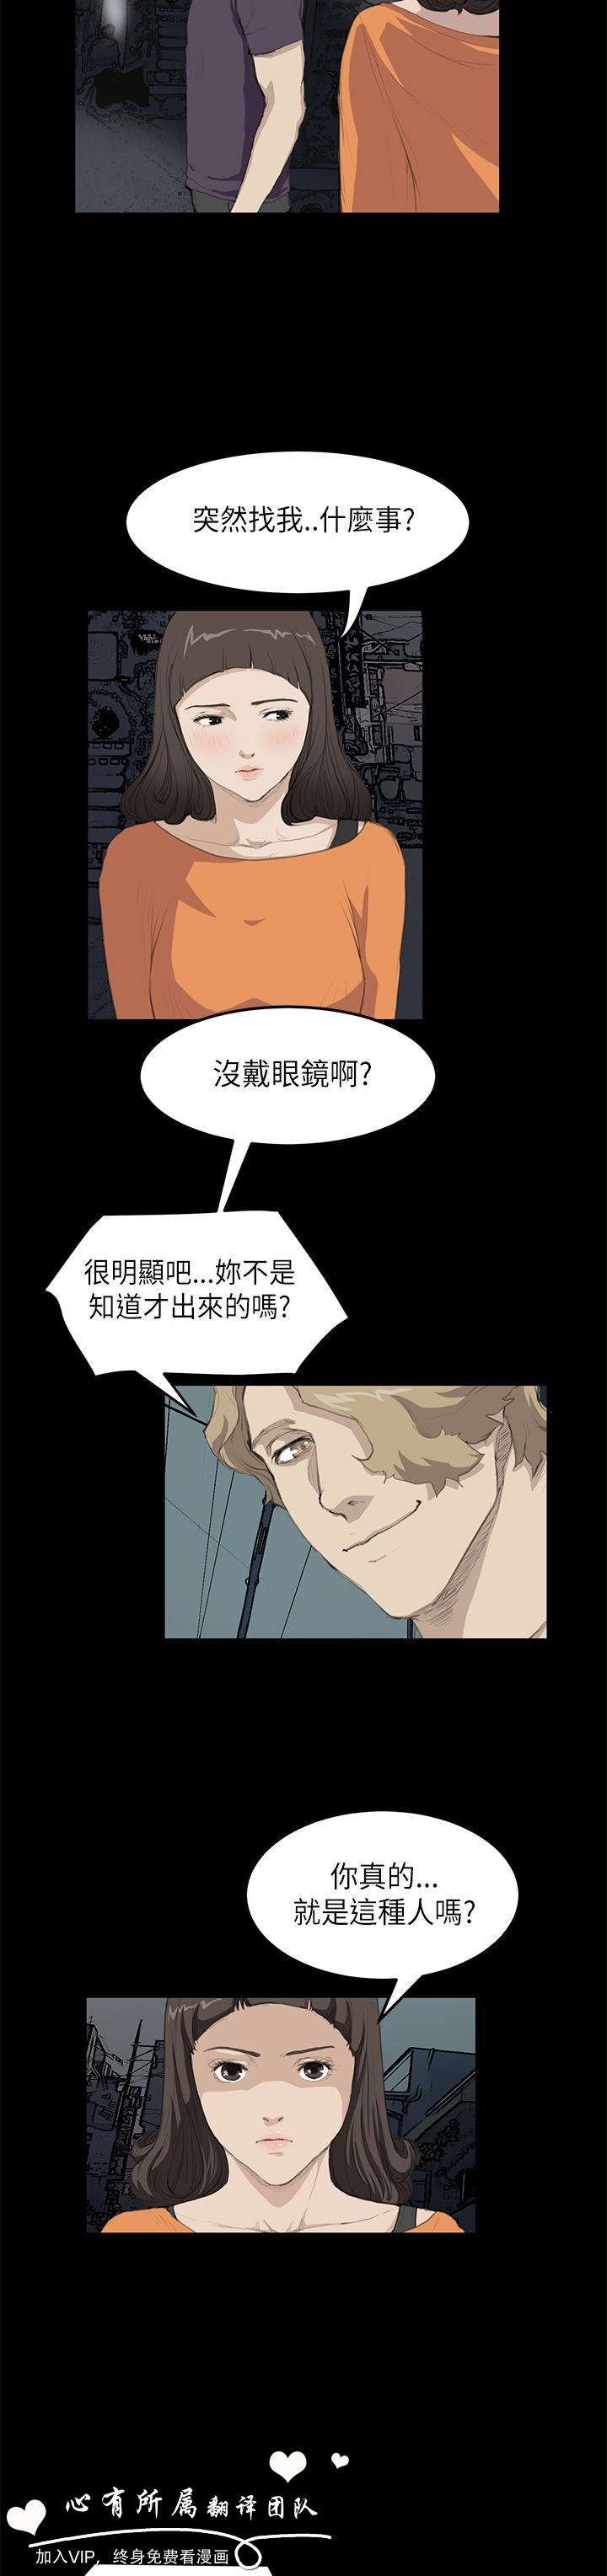 突然找我..什麼事?
沒戴眼鏡啊?
很明顯吧...妳不是
知道才出來的嗎?
你真的...
就是這種人嗎?
心有所属翻译团队
加入VIP，终身免费看漫画